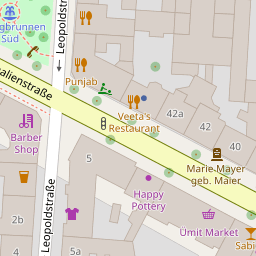 gbrunnen
Süd
Leopoldstr
Punjab
alienstraße
Veeta's
Restaurant
42a
42
40
Barber
Shop
5
Marie-Mayer
geb. Maier
Happy
Pottery
Leopoldstraße
2b
5a
Ümit Market
Sabi